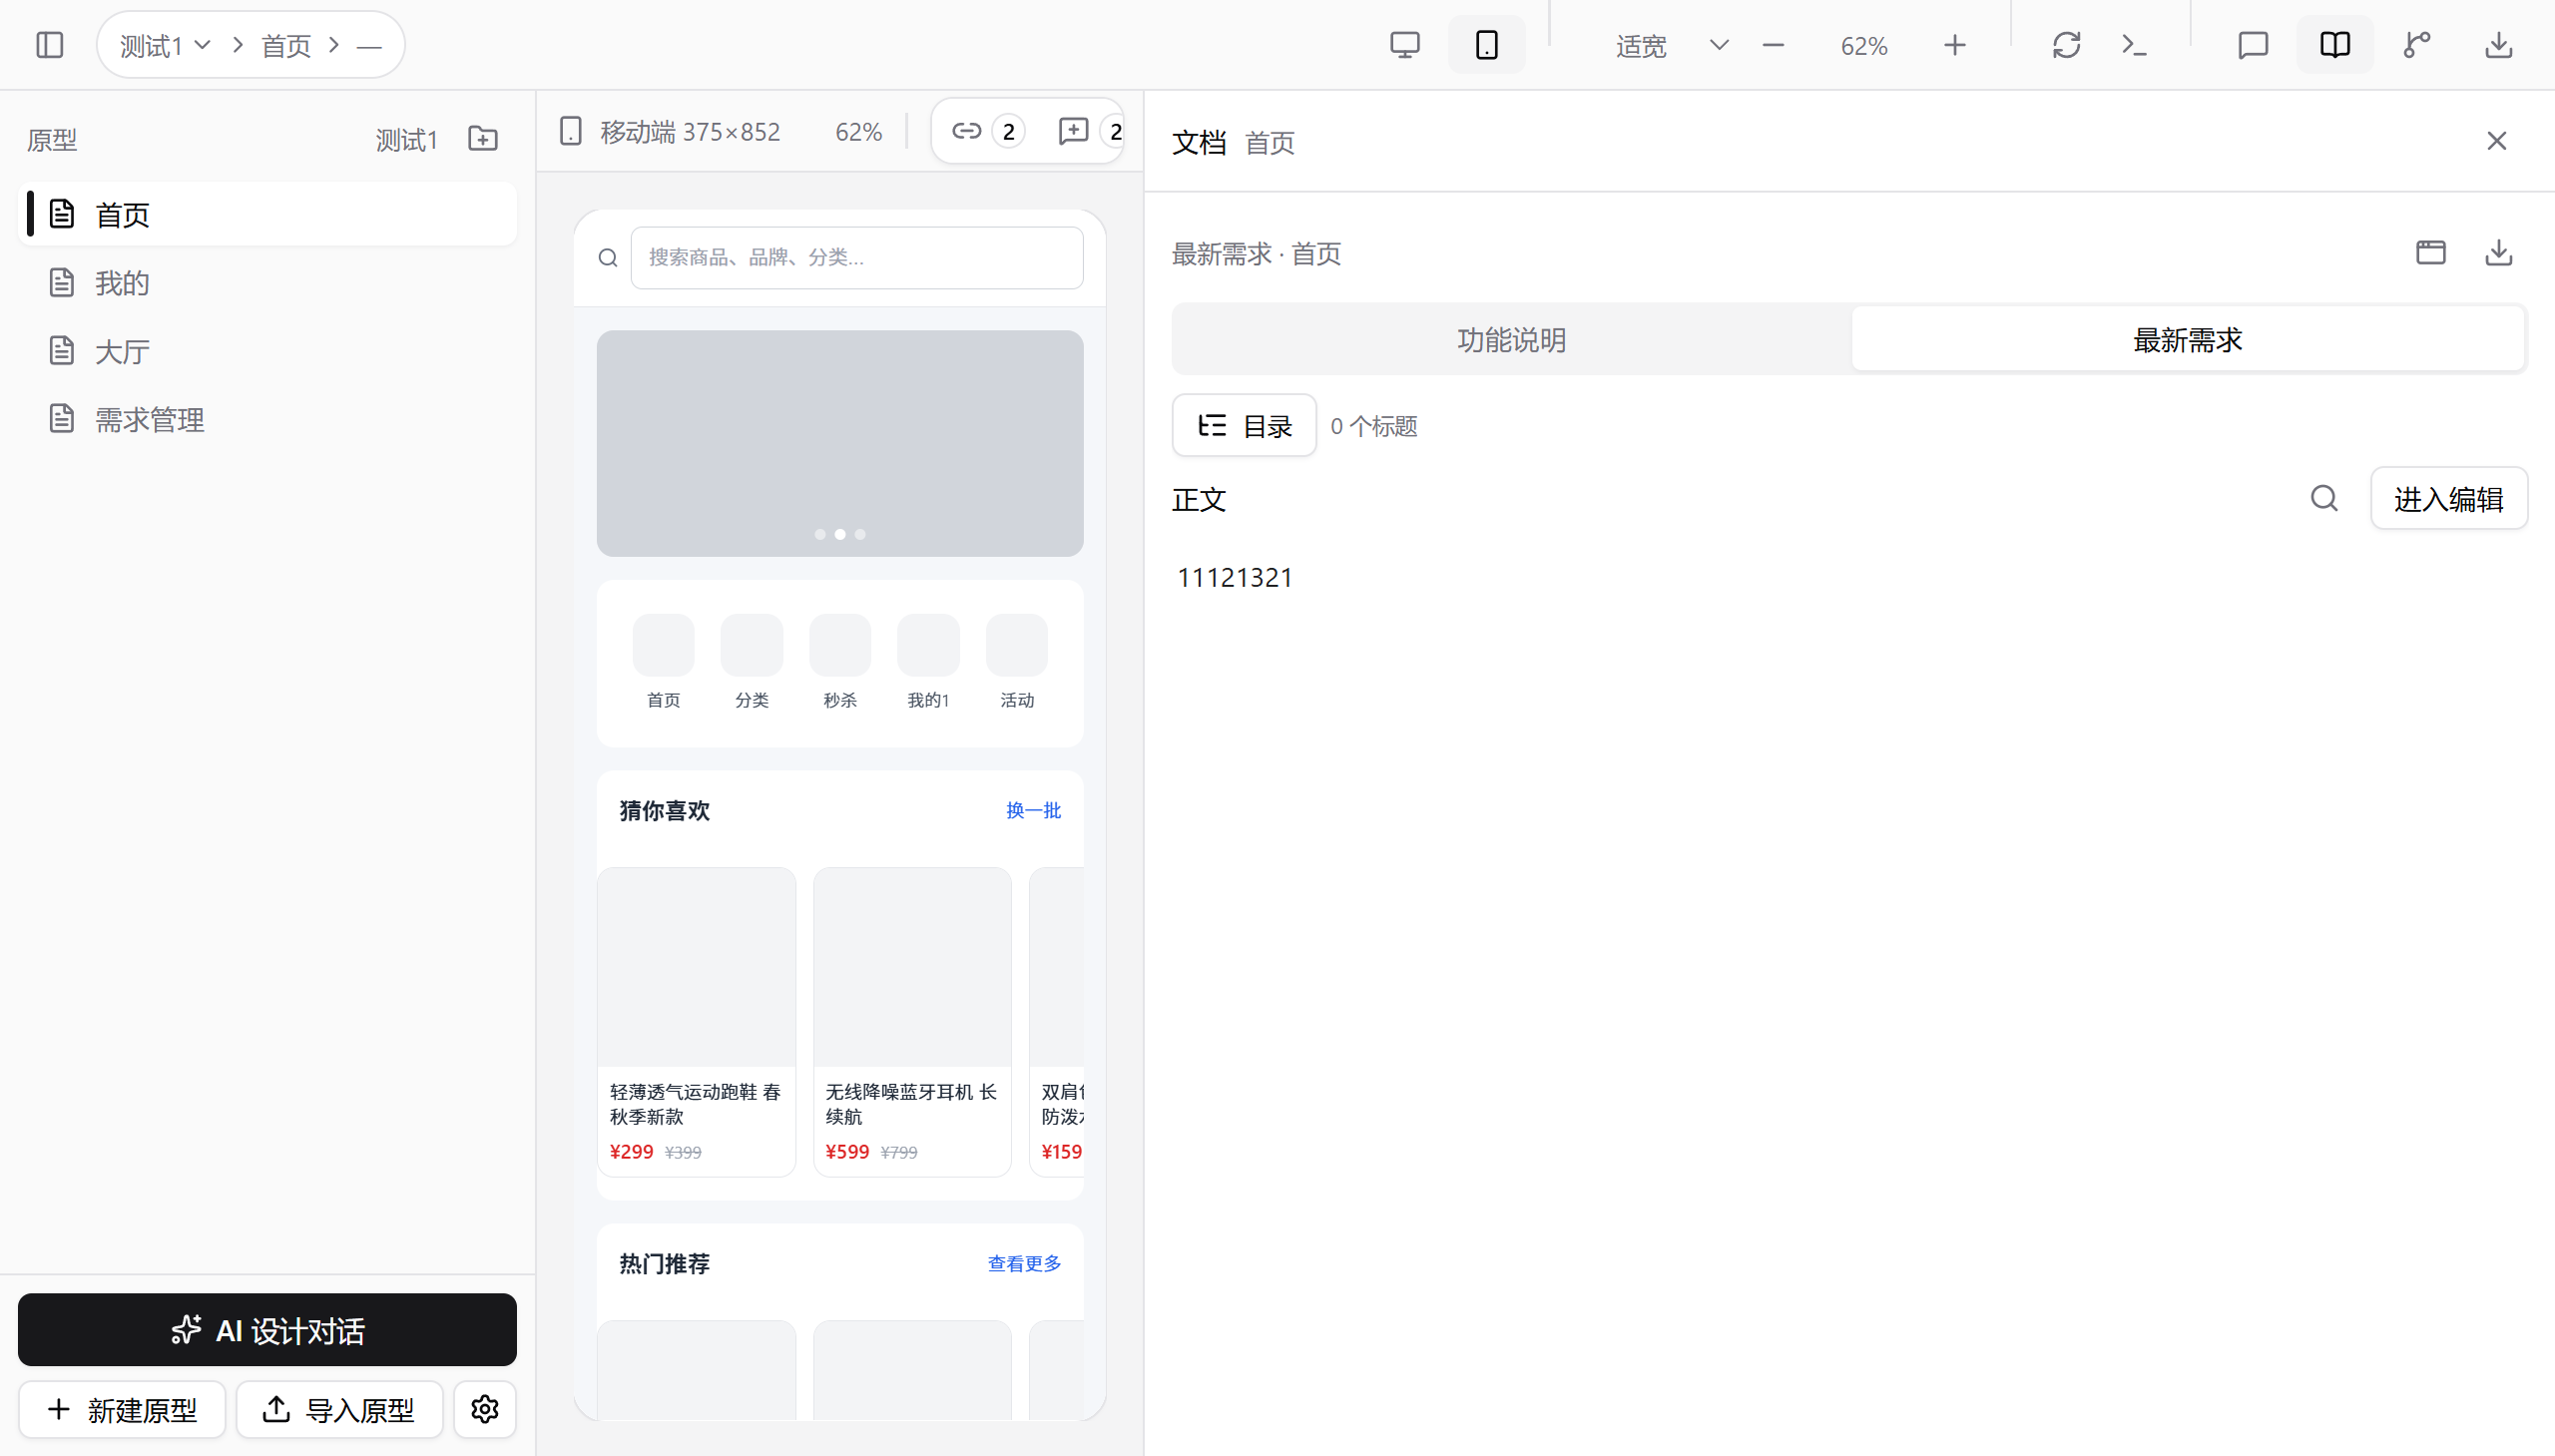 测试1 首页 —
适宽 62%
原型 测试1
首页
我的
大厅
需求管理
AI 设计对话
新建原型 导入原型
移动端 375×852 62% 2 2
搜索商品、品牌、分类...
首页 分类 秒杀 我的1 活动
猜你喜欢 换一批
轻薄透气运动跑鞋 春
秋季新款
¥299 ¥399
无线降噪蓝牙耳机 长
续航
¥599 ¥799
双肩
防泼
¥159
热门推荐 查看更多
文档 首页
最新需求 · 首页
功能说明 最新需求
目录 0 个标题
正文 进入编辑
11121321